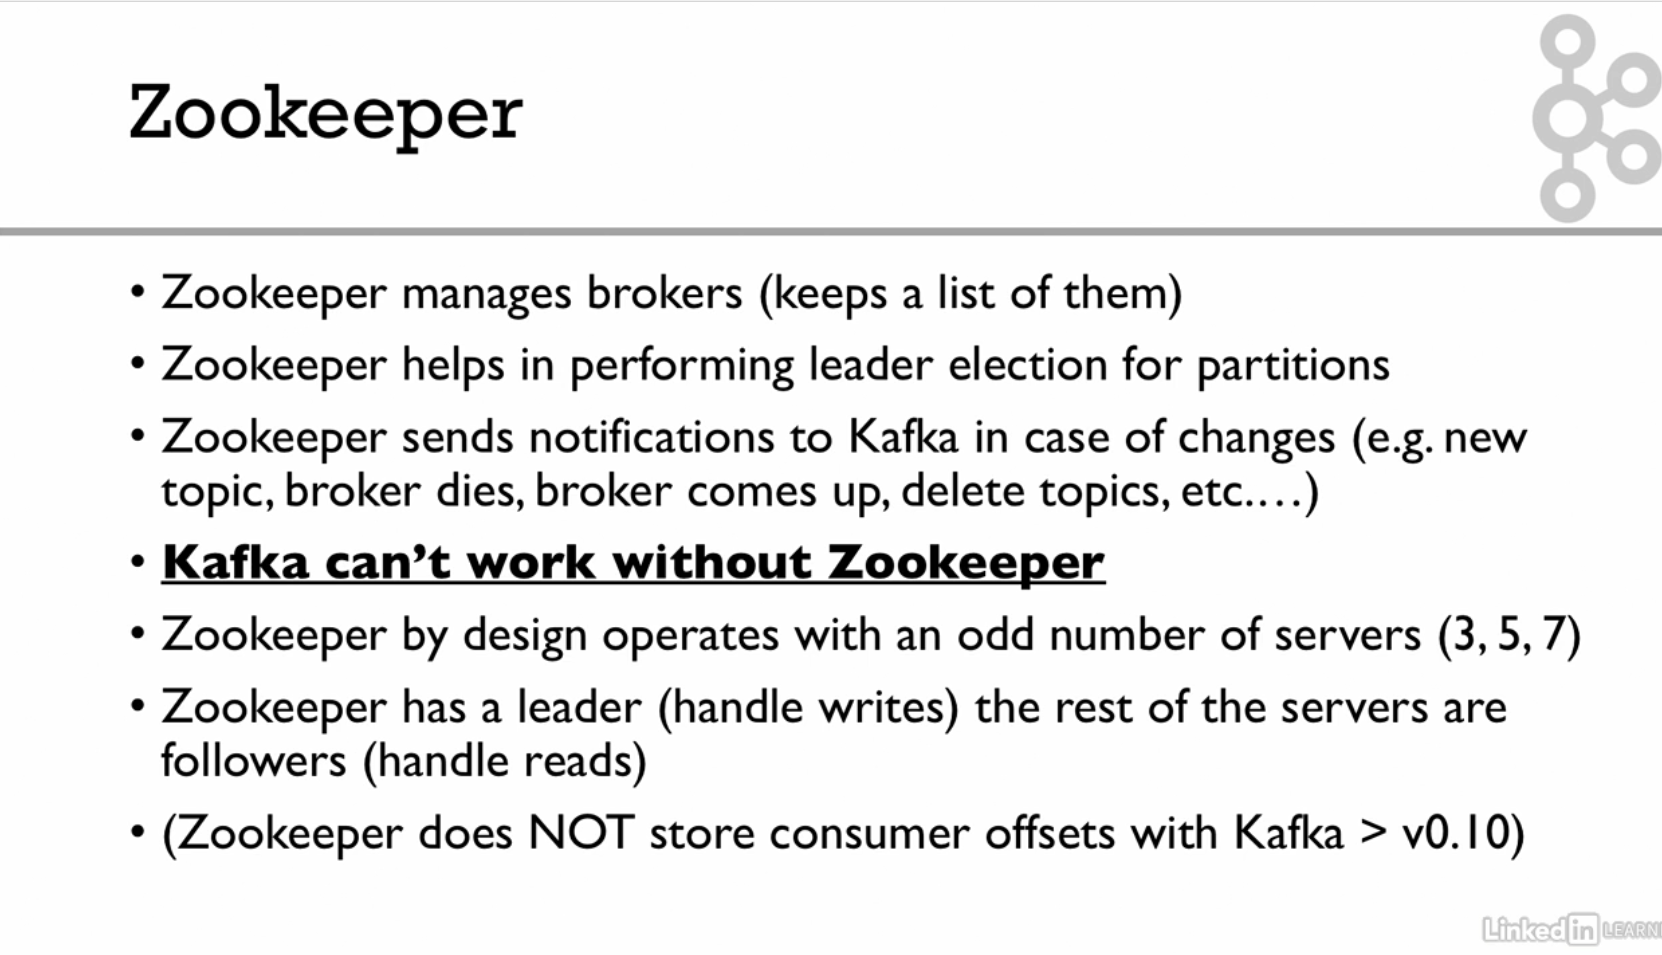 Zookeeper
• Zookeeper manages brokers (keeps a list of them)
• Zookeeper helps in performing leader election for partitions
• Zookeeper sends notifications to Kafka in case of changes (e.g. new
topic, broker dies, broker comes up, delete topics, etc.…)
• Kafka can’t work without Zookeeper
• Zookeeper by design operates with an odd number of servers (3, 5, 7)
• Zookeeper has a leader (handle writes) the rest of the servers are
followers (handle reads)
• (Zookeeper does NOT store consumer offsets with Kafka > v0.10)
Linked in LEARN